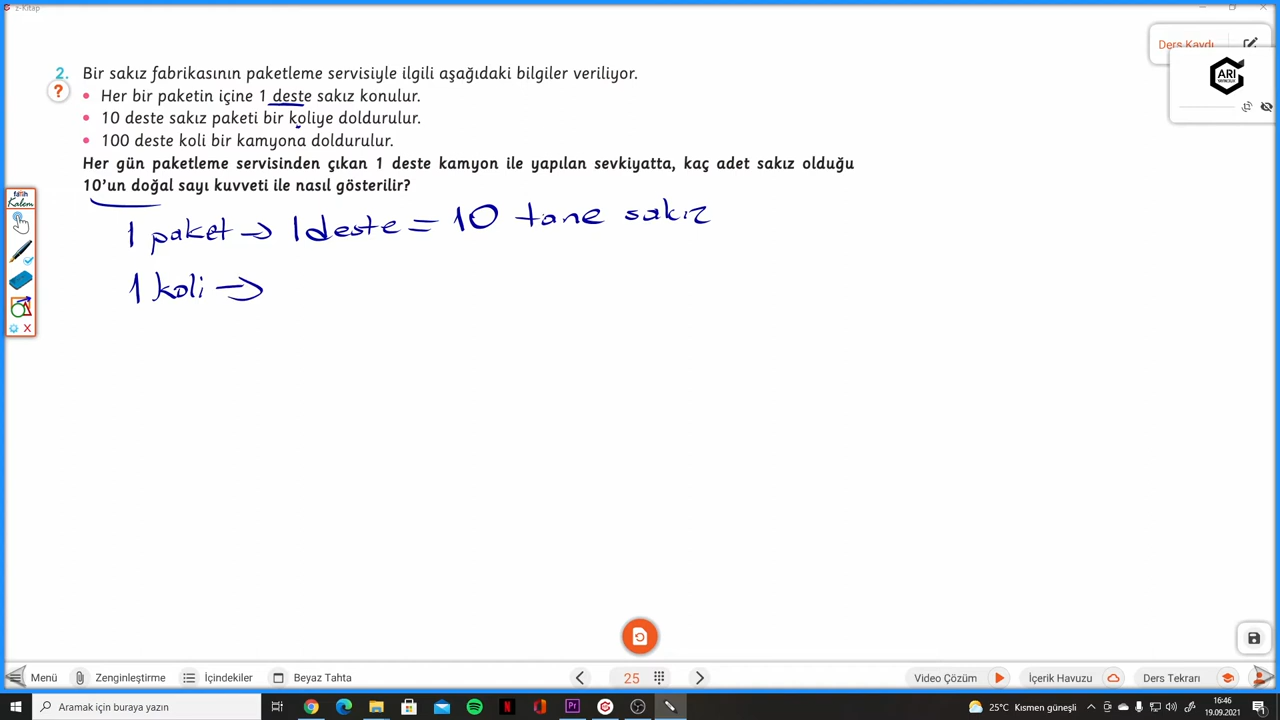 z-Kitap
Ders Kaydı
ARI
YAYINCILIK
2. Bir sakız fabrikasının paketleme servisiyle ilgili aşağıdaki bilgiler veriliyor.
? • Her bir paketin içine 1 deste sakız konulur.
• 10 deste sakız paketi bir koliye doldurulur.
• 100 deste koli bir kamyona doldurulur.
Her gün paketleme servisinden çıkan 1 deste kamyon ile yapılan sevkiyatta, kaç adet sakız olduğu
10'un doğal sayı kuvveti ile nasıl gösterilir?
fatih
Kalem
1 paket → 1 deste = 10 tane sakız
1 koli →
Menü Zenginleştirme İçindekiler Beyaz Tahta 25 Video Çözüm İçerik Havuzu Ders Tekrarı
Aramak için buraya yazın 25°C Kısmen güneşli 16:46
19.09.2021